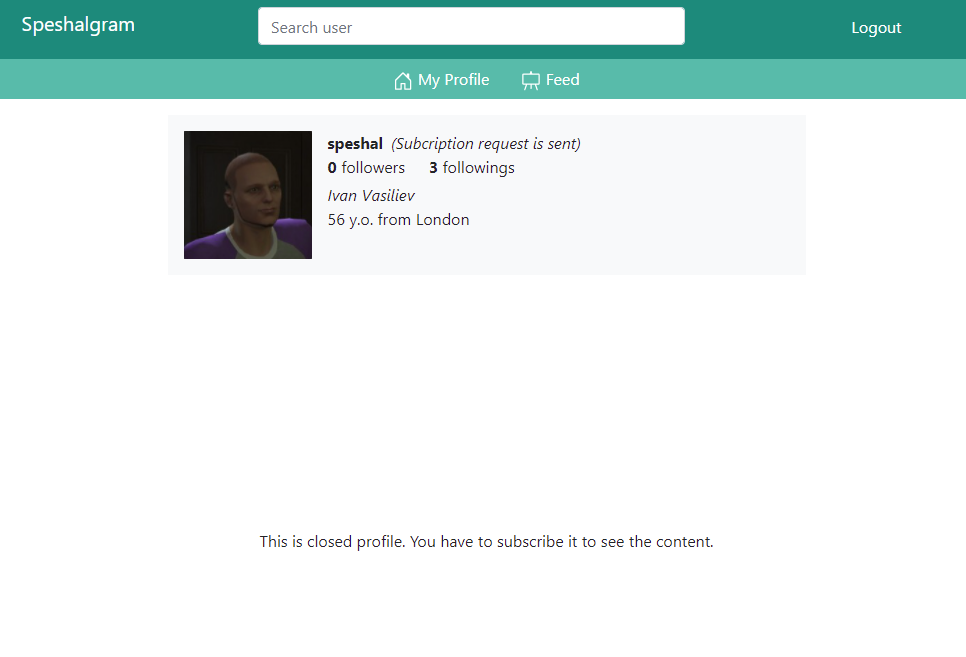 Speshalgram
Search user
Logout
My Profile
Feed
speshal (Subcription request is sent)
0 followers 3 followings
Ivan Vasiliev
56 y.o. from London
This is closed profile. You have to subscribe it to see the content.